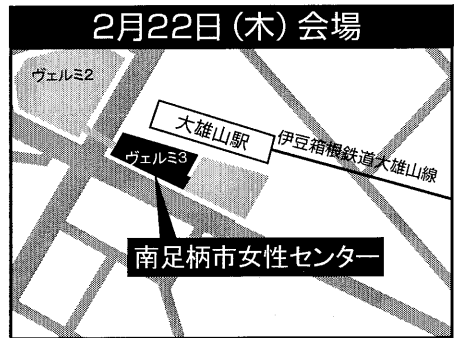 2月22日（木）会場
ヴェルミ2
大雄山駅
伊豆箱根鉄道大雄山線
ヴェルミ3
南足柄市女性センター